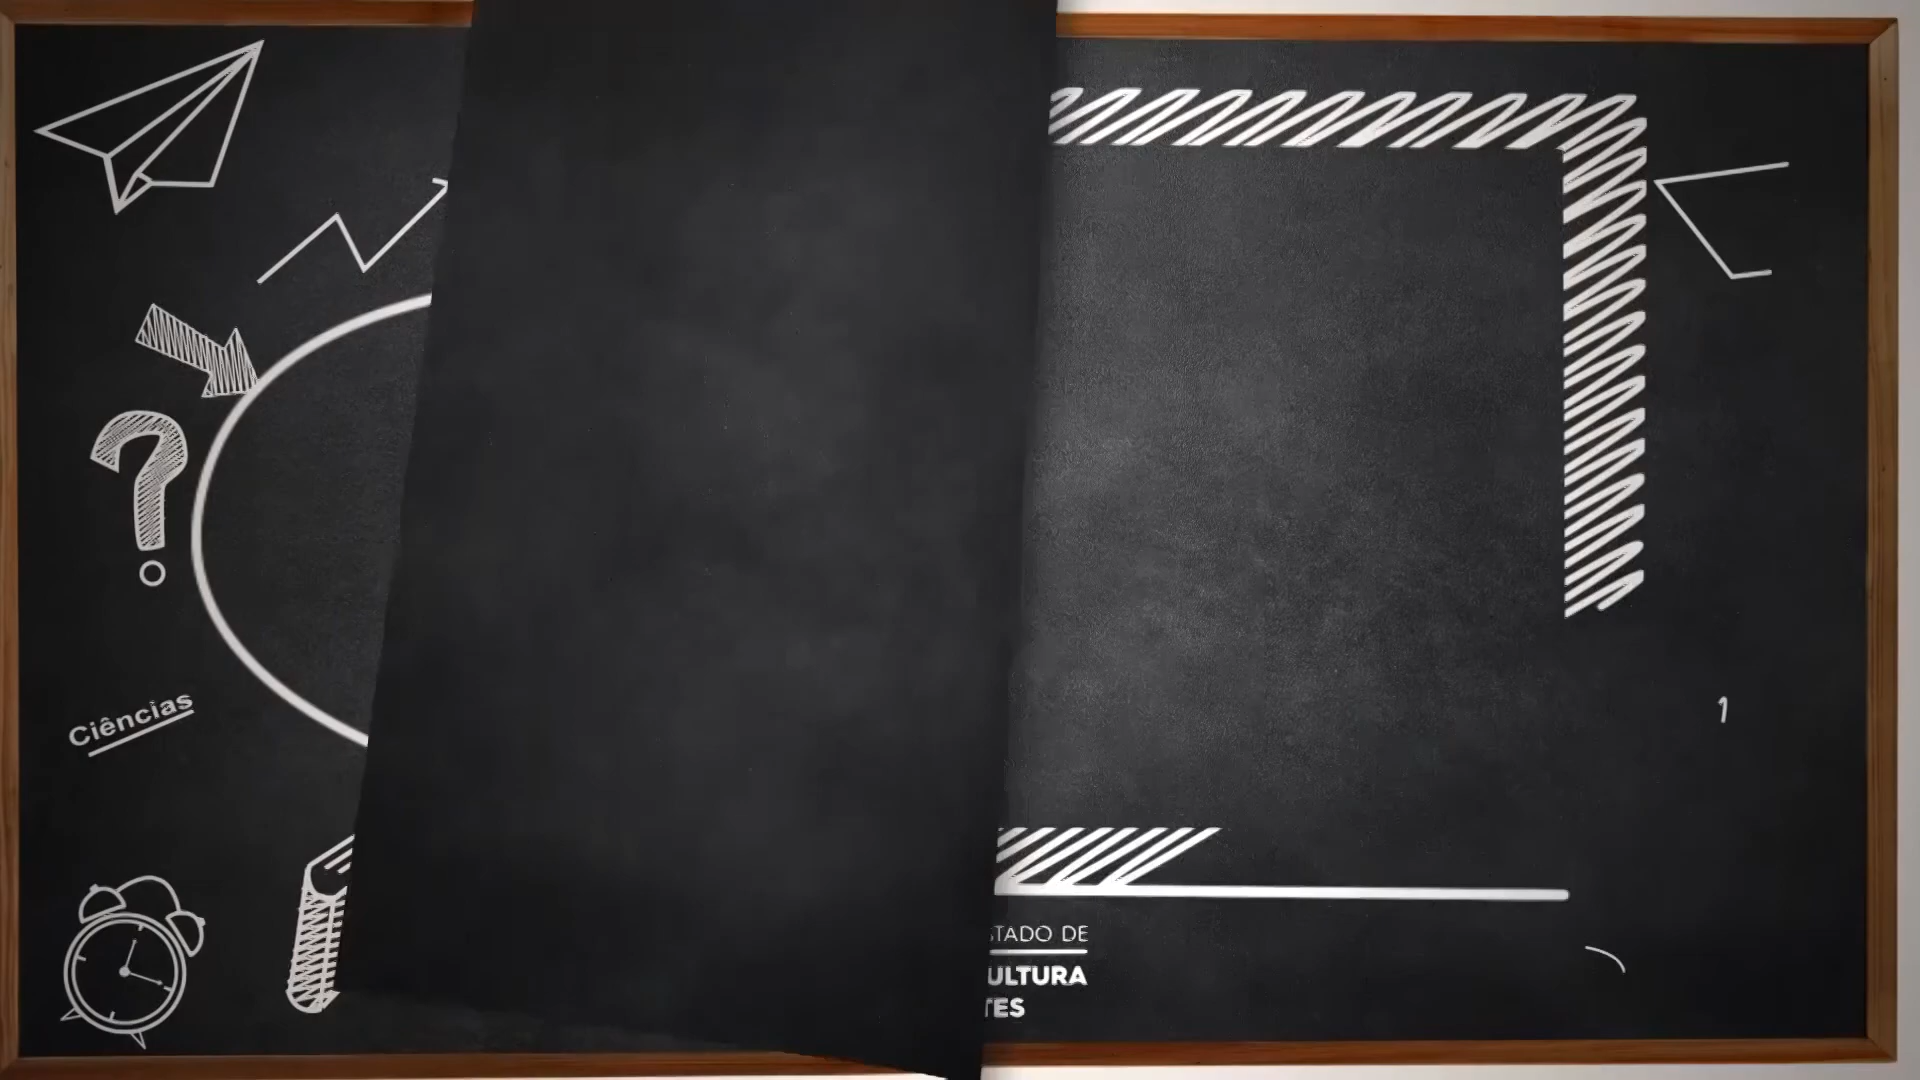 Ciências
1
STADO DE
ULTURA
TES